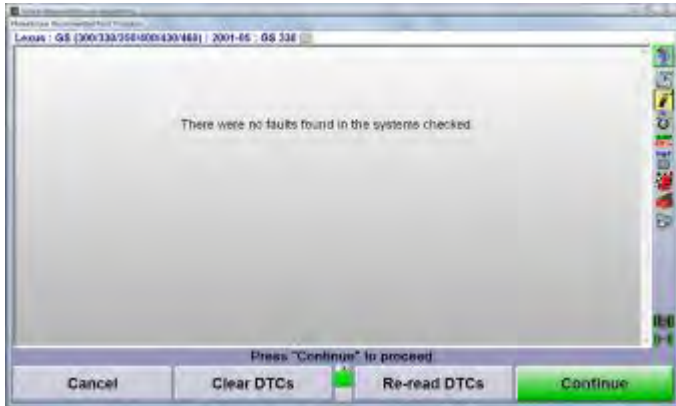 Lexus : GS (300/330/350/400/430/460) : 2001-05 : GS 330
There were no faults found in the systems checked.
Press "Continue" to proceed.
Cancel
Clear DTCs
Re-read DTCs
Continue